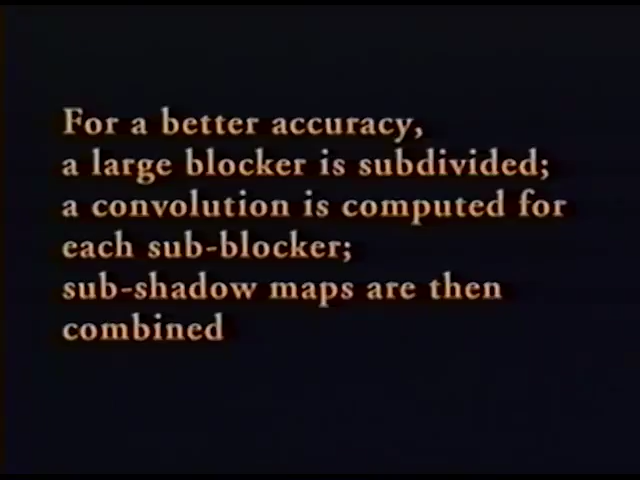 For a better accuracy,
a large blocker is subdivided;
a convolution is computed for
each sub-blocker;
sub-shadow maps are then
combined